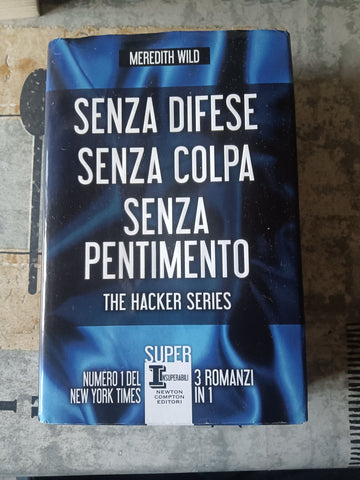 MEREDITH WILD
SENZA DIFESE
SENZA COLPA
SENZA
PENTIMENTO
THE HACKER SERIES
SUPER
INSUPERABILI
NUMERO 1 DEL
NEW YORK TIMES
NEWTON
COMPTON
EDITORI
3 ROMANZI
IN 1